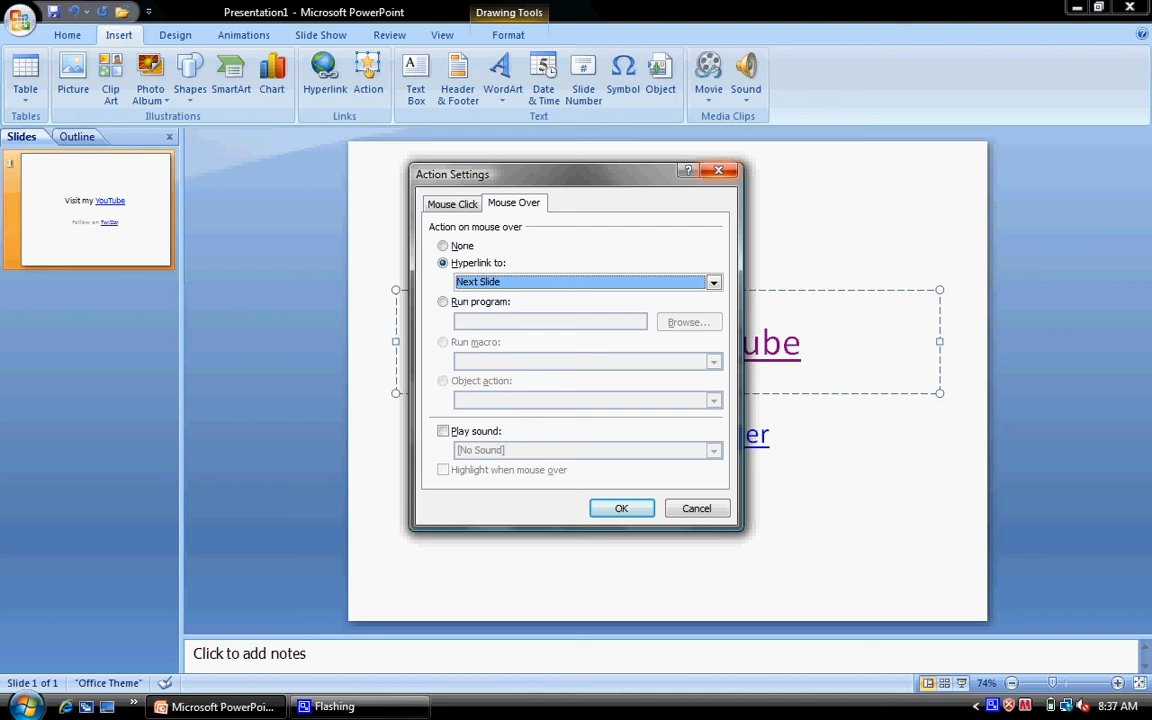 Presentation1 - Microsoft PowerPoint
Drawing Tools
Home Insert Design Animations Slide Show Review View Format
Table Picture Clip Art Photo Album SmartArt Chart Hyperlink Action Text Box Header & Footer WordArt Date & Time Slide Number Symbol Object Movie Sound
Tables Illustrations Links Text Media Clips
Slides Outline
1
Visit my YouTube
Follow on Twitter
Action Settings
Mouse Click Mouse Over
Action on mouse over
None
Hyperlink to:
Next Slide
Run program:
Browse...
Run macro:
ube
Object action:
Play sound:
er
[No Sound]
Highlight when mouse over
OK Cancel
Click to add notes
Slide 1 of 1 "Office Theme" 74%
Microsoft PowerPoi... Flashing 8:37 AM